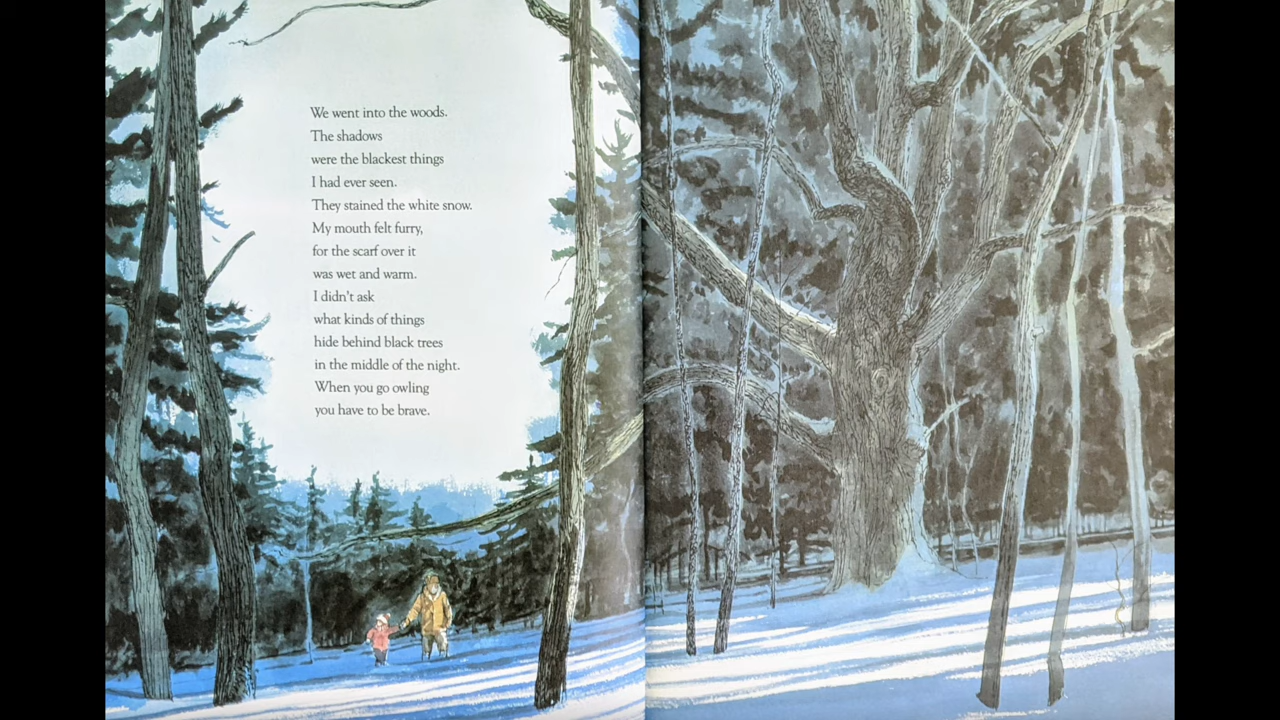 We went into the woods.
The shadows
were the blackest things
I had ever seen.
They stained the white snow.
My mouth felt furry,
for the scarf over it
was wet and warm.
I didn't ask
what kinds of things
hide behind black trees
in the middle of the night.
When you go owling
you have to be brave.